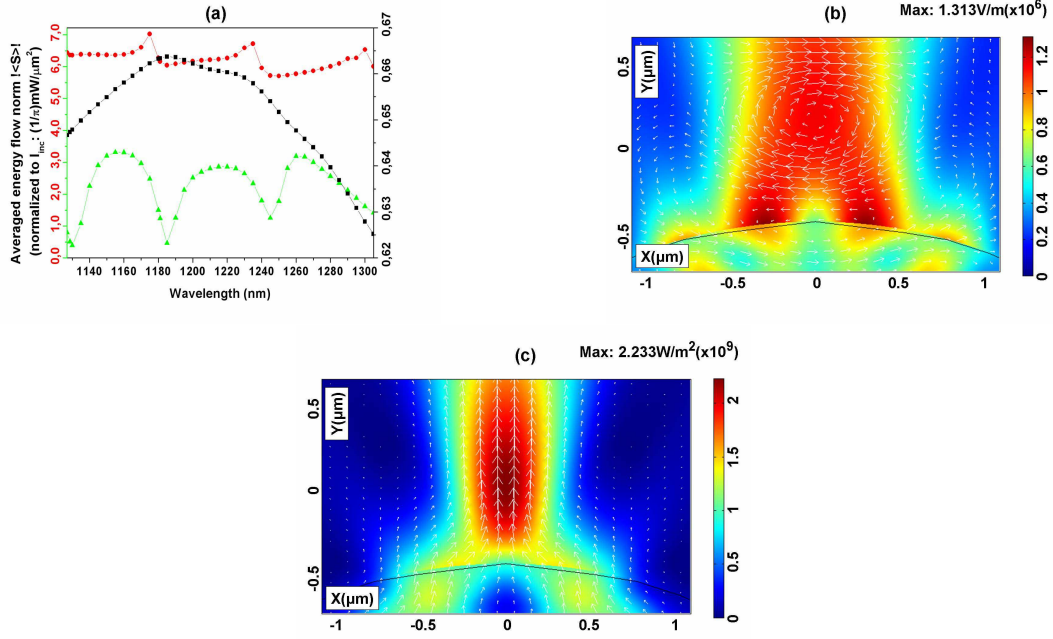 (a)
Averaged energy flow norm !<S>!
(normalized to Iinc: (1/π)mW/μm²)
7,0
6,0
5,0
4,0
3,0
2,0
1,0
0,0
0,67
0,66
0,65
0,64
0,63
0,62
1140 1160 1180 1200 1220 1240 1260 1280 1300
Wavelength (nm)
(b)
Max: 1.313V/m(x10⁶)
Y(μm)
0.5
0
-0.5
X(μm)
-1 -0.5 0 0.5 1
1.2
1
0.8
0.6
0.4
0.2
0
(c)
Max: 2.233W/m²(x10⁹)
Y(μm)
0.5
0
-0.5
X(μm)
-1 -0.5 0 0.5 1
2
1.5
1
0.5
0